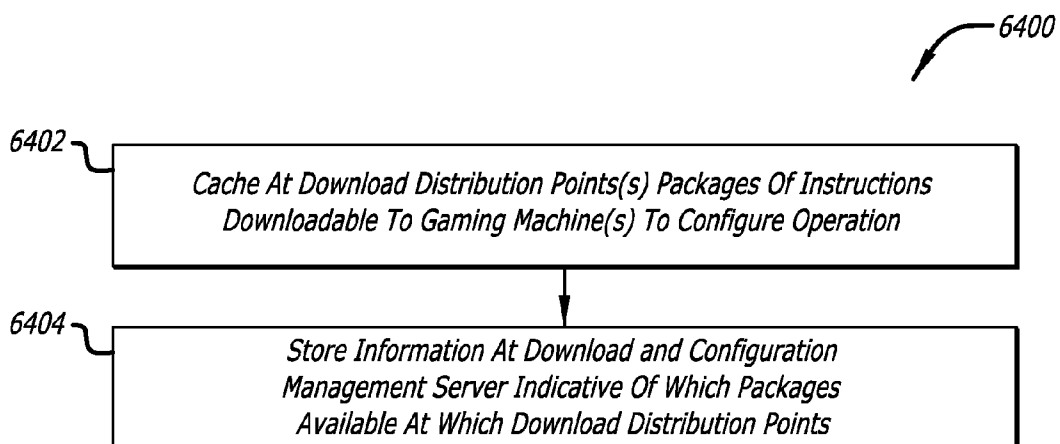 6400
6402
Cache At Download Distribution Points(s) Packages Of Instructions
Downloadable To Gaming Machine(s) To Configure Operation
6404
Store Information At Download and Configuration
Management Server Indicative Of Which Packages
Available At Which Download Distribution Points